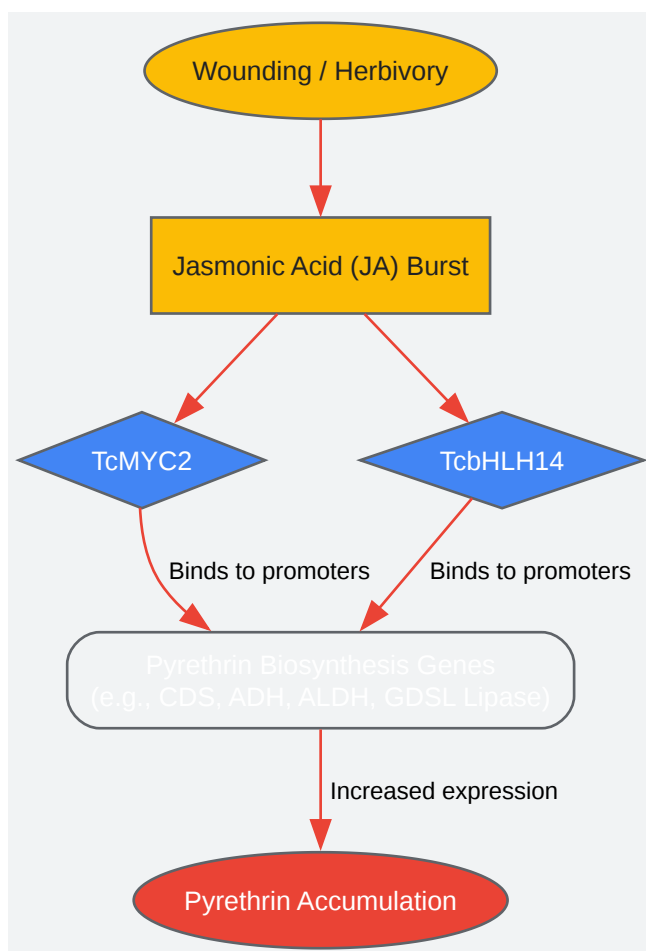 Wounding / Herbivory
Jasmonic Acid (JA) Burst
TcMYC2
TcbHLH14
Binds to promoters
Binds to promoters
Pyrethrin Biosynthesis Genes
(e.g., CDS, ADH, ALDH, GDSL Lipase)
Increased expression
Pyrethrin Accumulation